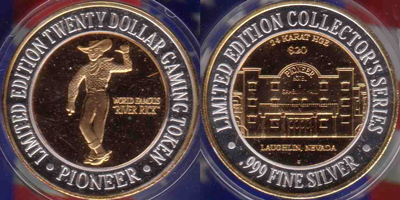 LIMITED EDITION TWENTY DOLLAR GAMING TOKEN
WORLD FAMOUS
"RIVER RICK"
• PIONEER •
LIMITED EDITION COLLECTOR'S SERIES
24 KARAT HGE
$20
PIONEER
LAUGHLIN, NEVADA
• .999 FINE SILVER •